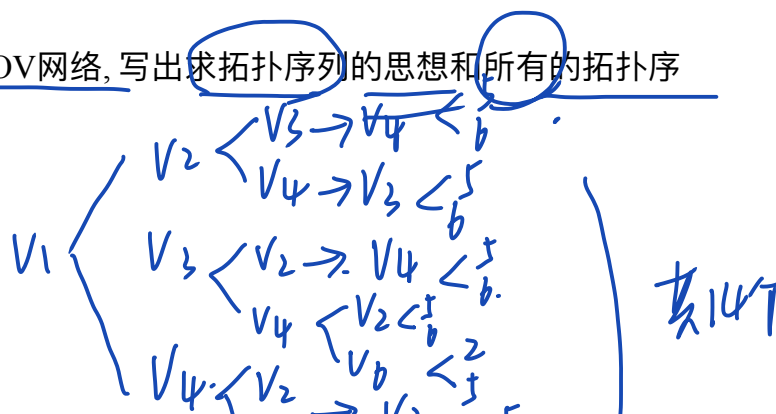 OV网络, 写出求拓扑序列的思想和所有的拓扑序
V3 → V4 < 5 6
V2 <
V4 → V3 < 5 6
V1
V3 < V2 → V4 < 5 6.
V4 < V2 < 5 6
V6 < 2 5
共14个
V4. < V2